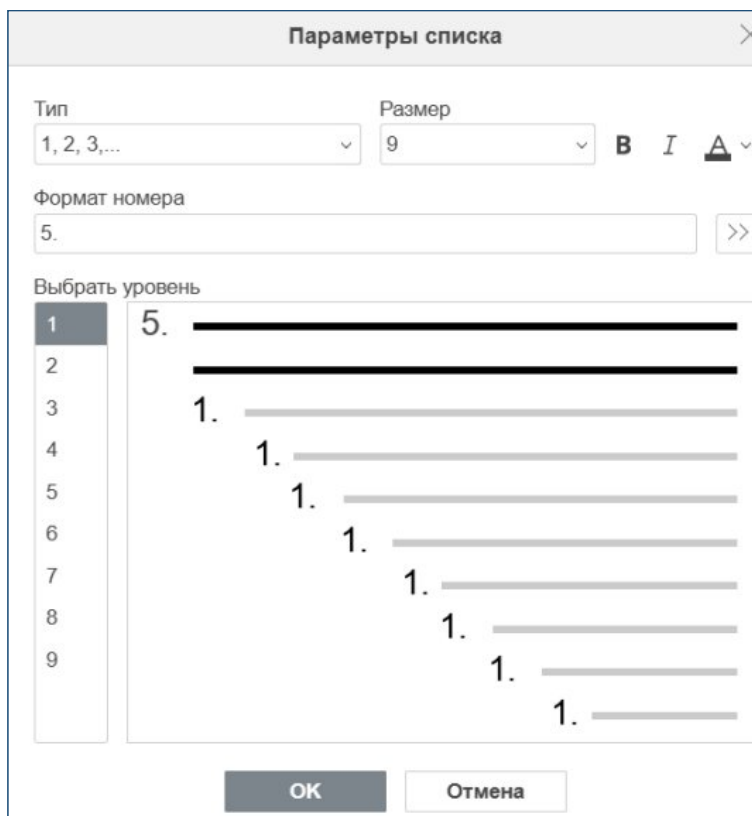 Параметры списка
Тип Размер
1, 2, 3,... 9 B I A
Формат номера
5.
Выбрать уровень
1 5.
2
3 1.
4 1.
5 1.
6 1.
7 1.
8 1.
9 1.
1.
OK Отмена